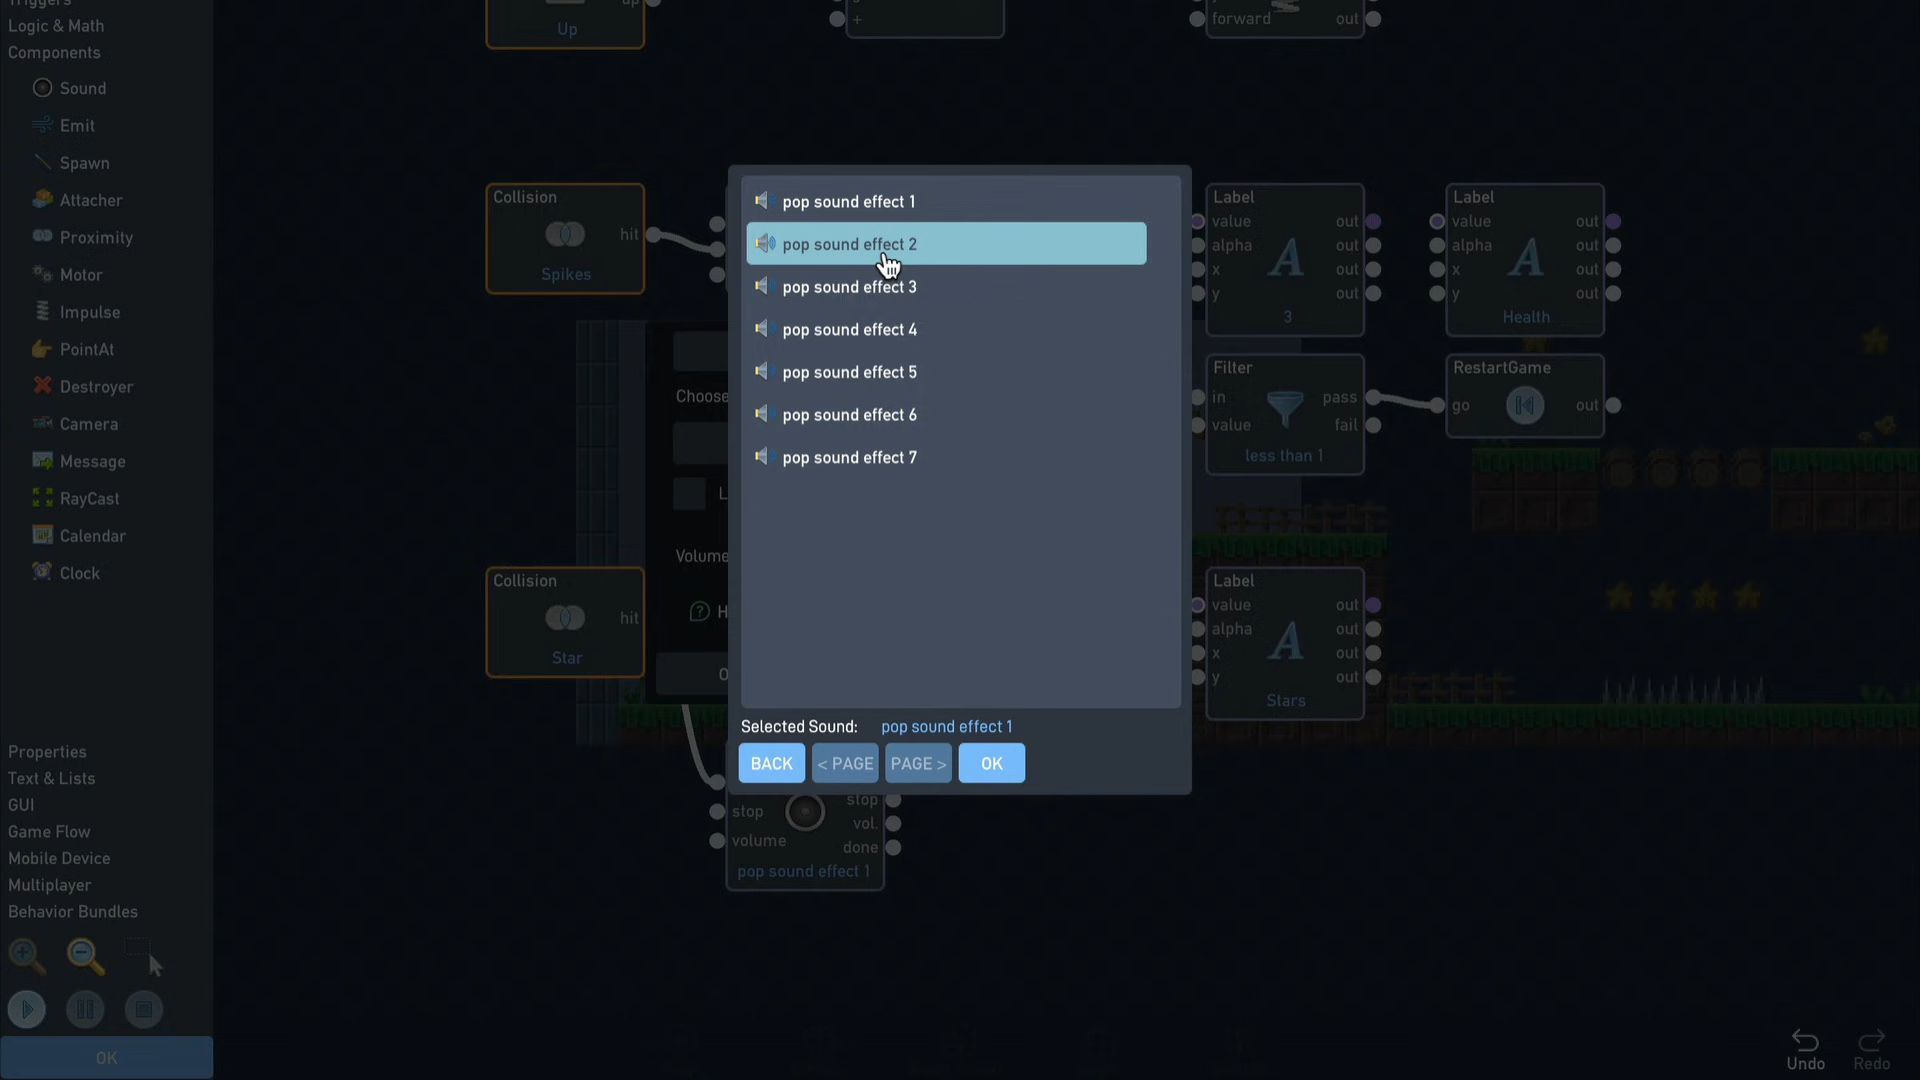 Triggers
Logic & Math
Components
Sound
Emit
Spawn
Attacher
Proximity
Motor
Impulse
PointAt
Destroyer
Camera
Message
RayCast
Calendar
Clock
Properties
Text & Lists
GUI
Game Flow
Mobile Device
Multiplayer
Behavior Bundles
OK
up
Up
+
forward out
Collision
hit
Spikes
Collision
hit
Star
Choose
Volume
pop sound effect 1
pop sound effect 2
pop sound effect 3
pop sound effect 4
pop sound effect 5
pop sound effect 6
pop sound effect 7
Selected Sound: pop sound effect 1
BACK < PAGE PAGE > OK
stop
stop
vol.
volume
done
pop sound effect 1
Label
value out
alpha out
x out
y out
3
Label
value out
alpha out
x out
y out
Health
Filter
in pass
value fail
less than 1
RestartGame
go out
Label
value out
alpha out
x out
y out
Stars
Undo Redo